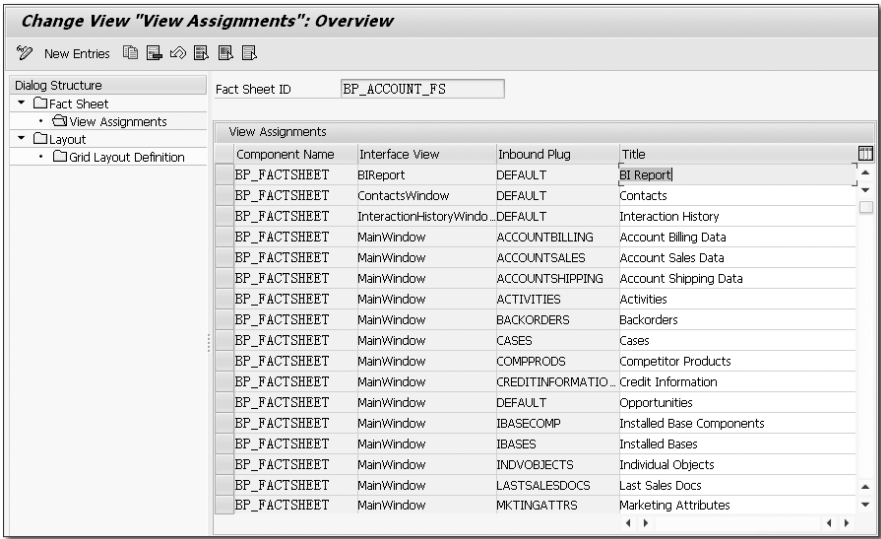 Change View "View Assignments": Overview
New Entries
Dialog Structure
Fact Sheet
View Assignments
Layout
Grid Layout Definition
Fact Sheet ID BP_ACCOUNT_FS
View Assignments
Component Name Interface View Inbound Plug Title
BP_FACTSHEET BIReport DEFAULT BI Report
BP_FACTSHEET ContactsWindow DEFAULT Contacts
BP_FACTSHEET InteractionHistoryWindo... DEFAULT Interaction History
BP_FACTSHEET MainWindow ACCOUNTBILLING Account Billing Data
BP_FACTSHEET MainWindow ACCOUNTSALES Account Sales Data
BP_FACTSHEET MainWindow ACCOUNTSHIPPING Account Shipping Data
BP_FACTSHEET MainWindow ACTIVITIES Activities
BP_FACTSHEET MainWindow BACKORDERS Backorders
BP_FACTSHEET MainWindow CASES Cases
BP_FACTSHEET MainWindow COMPPRODS Competitor Products
BP_FACTSHEET MainWindow CREDITINFORMATIO... Credit Information
BP_FACTSHEET MainWindow DEFAULT Opportunities
BP_FACTSHEET MainWindow IBASECOMP Installed Base Components
BP_FACTSHEET MainWindow IBASES Installed Bases
BP_FACTSHEET MainWindow INDVOBJECTS Individual Objects
BP_FACTSHEET MainWindow LASTSALESDOCS Last Sales Docs
BP_FACTSHEET MainWindow MKTINGATTRS Marketing Attributes